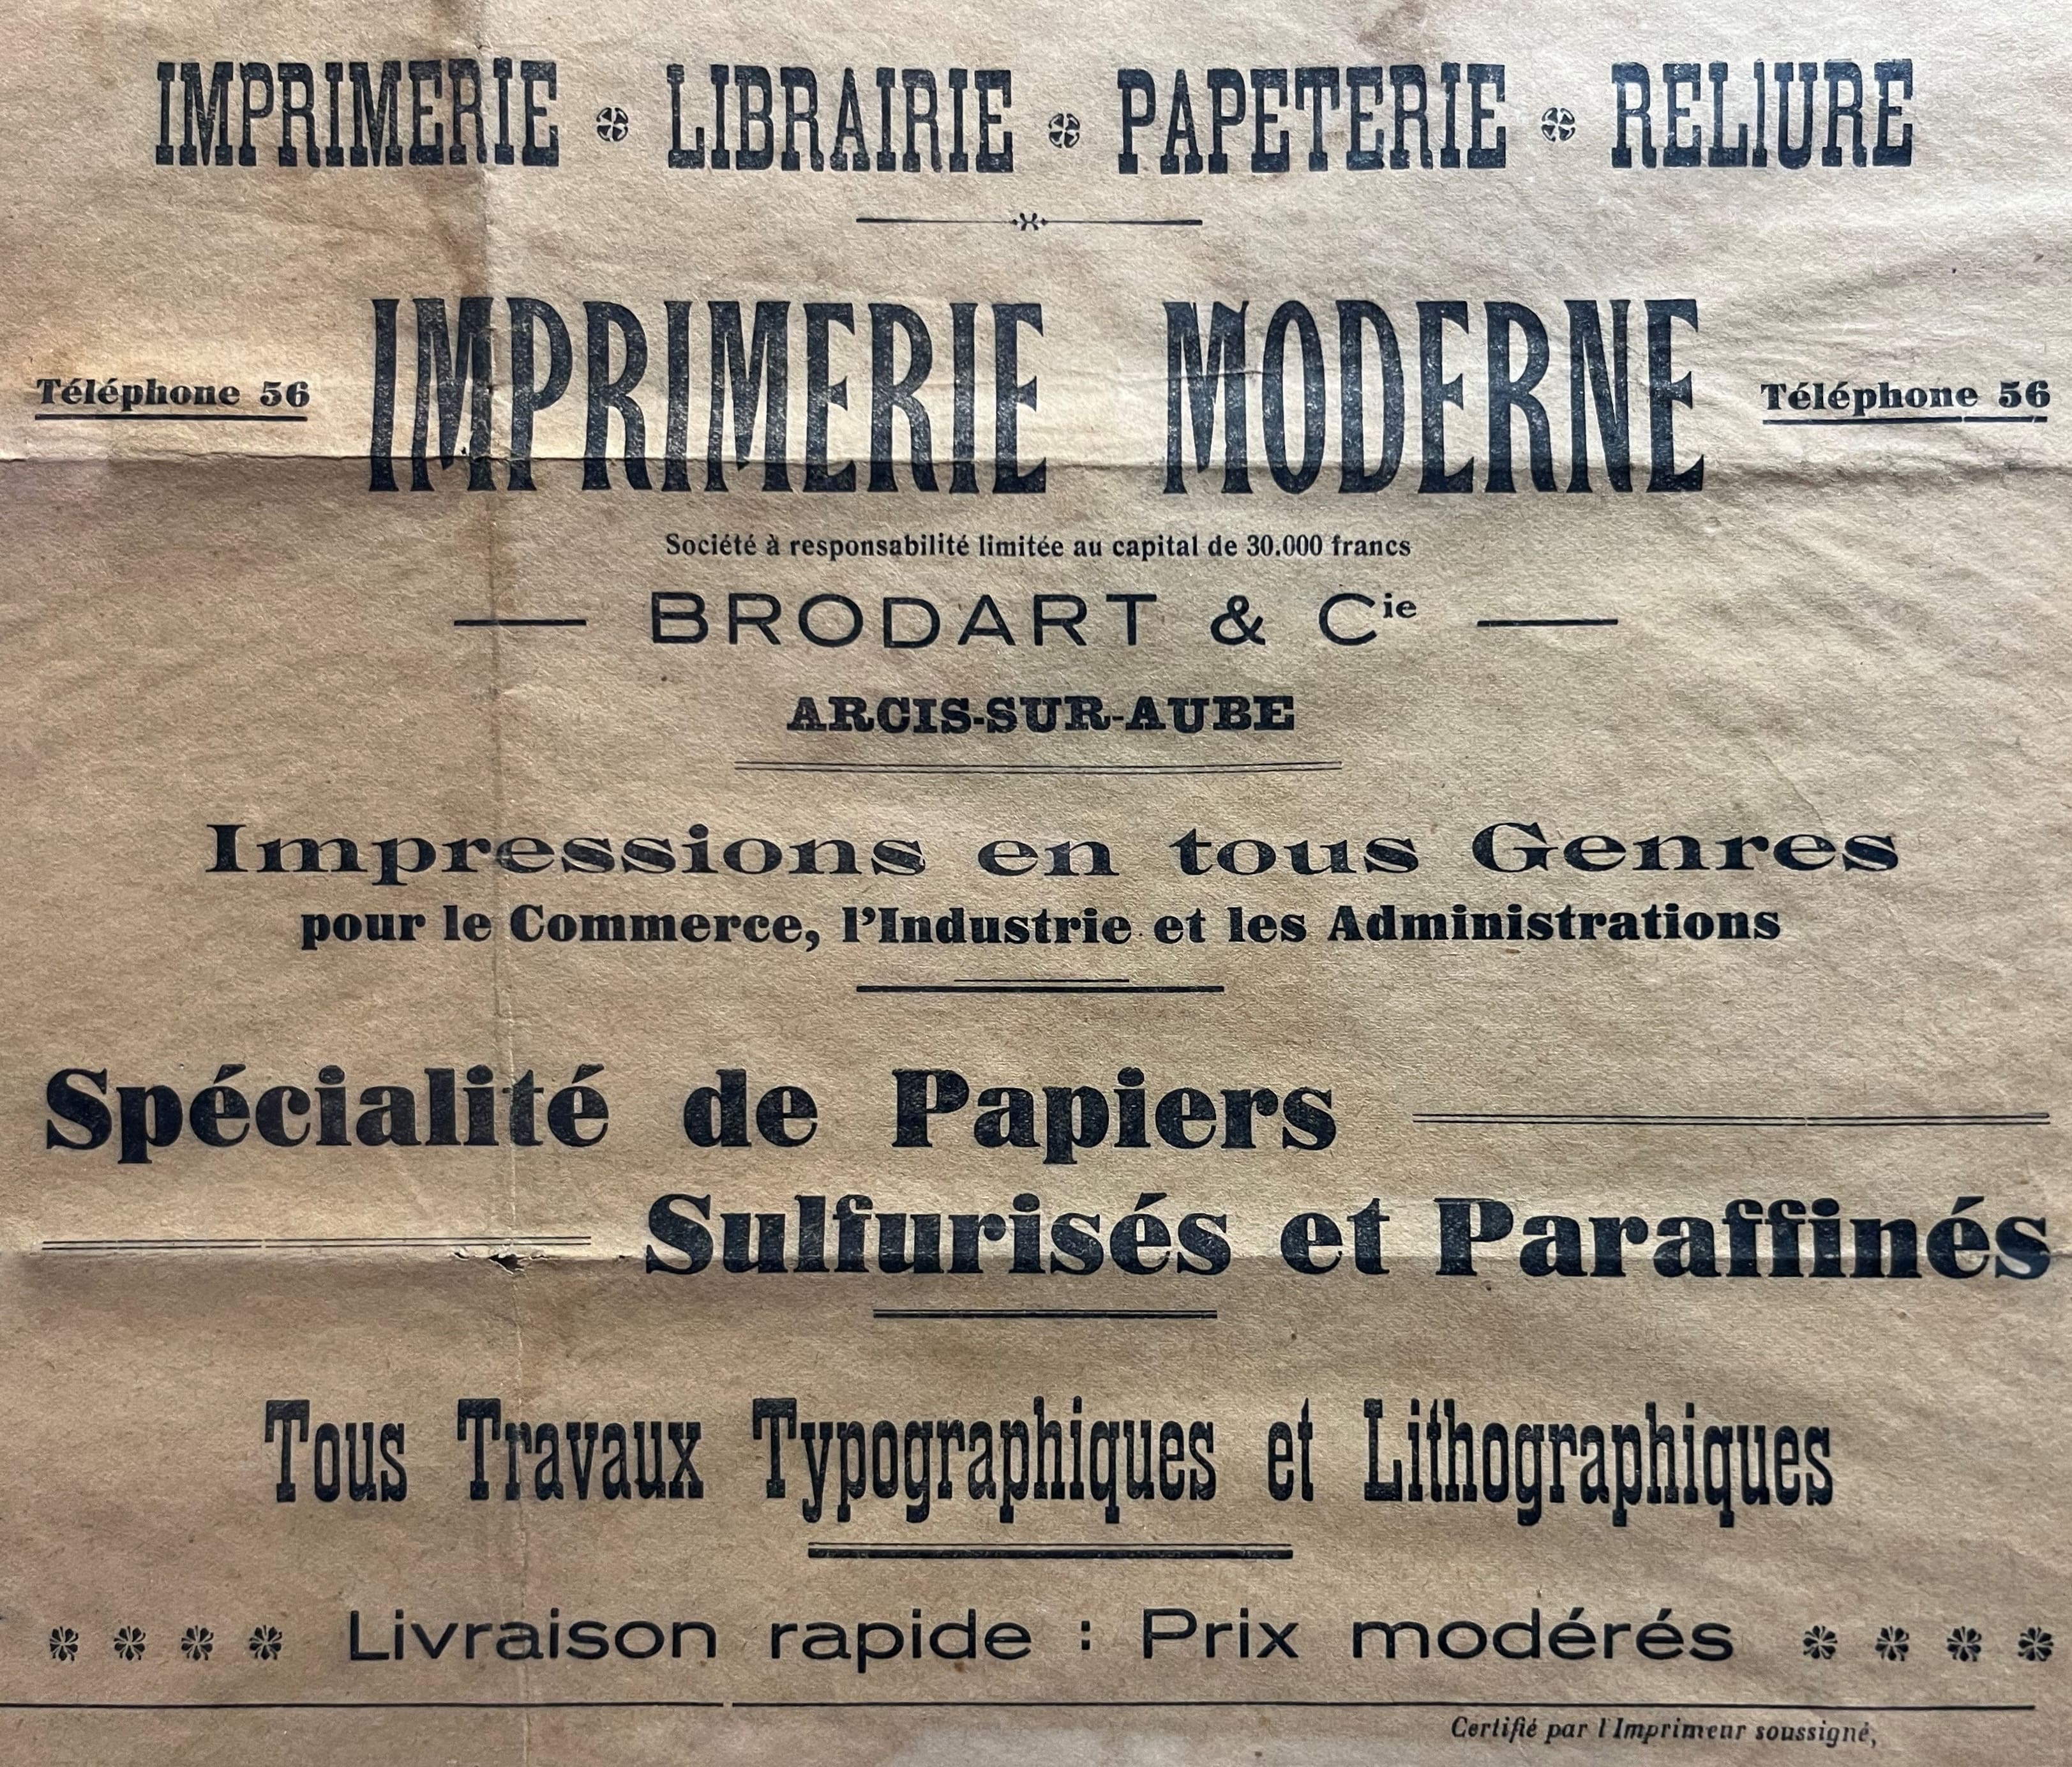 IMPRIMERIE LIBRAIRIE PAPETERIE RELIURE
IMPRIMERIE MODERNE
Téléphone 56
Téléphone 56
Société à responsabilité limitée au capital de 30.000 francs
BRODART & Cie
ARCIS-SUR-AUBE
Impressions en tous Genres
pour le Commerce, l'Industrie et les Administrations
Spécialité de Papiers
Sulfurisés et Paraffinés
Tous Travaux Typographiques et Lithographiques
Livraison rapide : Prix modérés
Certifié par l'Imprimeur soussigné,